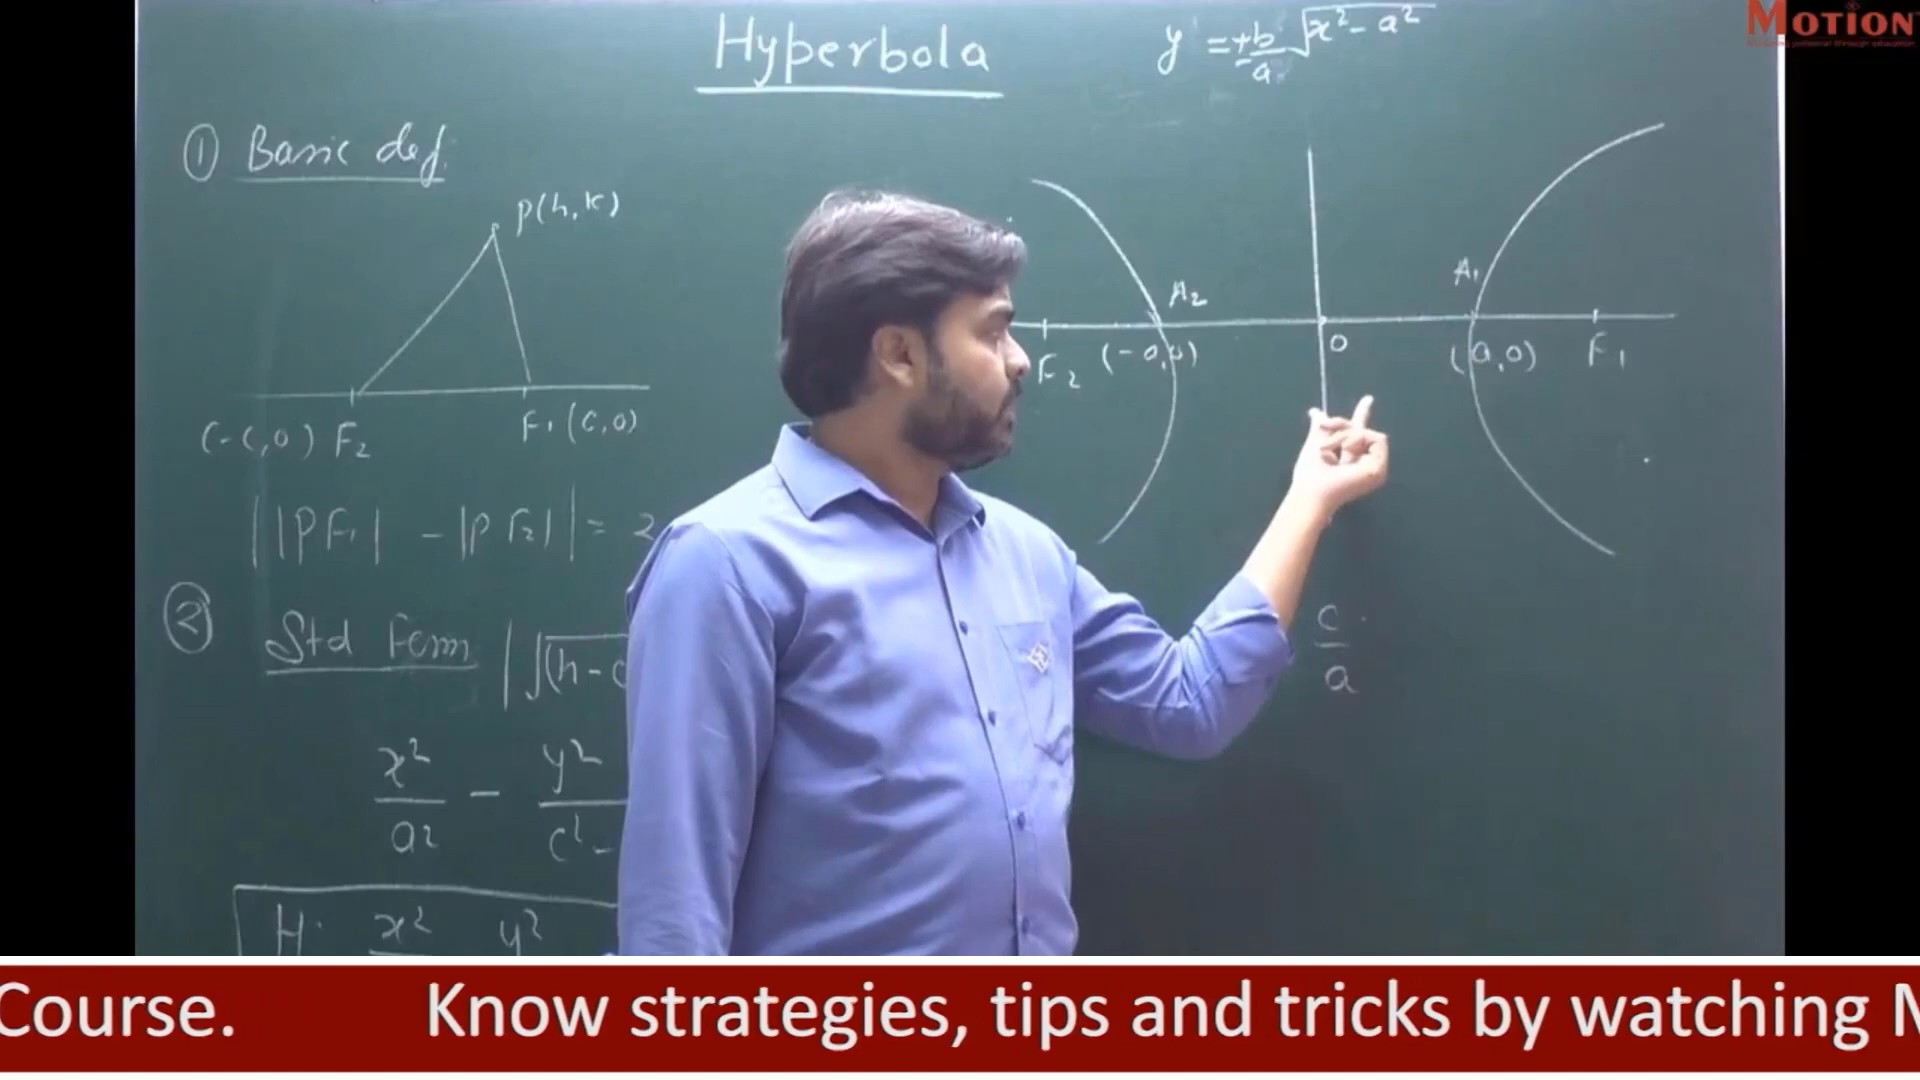 Hyperbola
y = ±b/a √x² - a²
MOTION
① Basic def.
P(h, k)
(-c, 0) F₂
F₁ (c, 0)
||PF₁| - |PF₂|| = 2
② Std Form
|√(h-c
x²/a² - y²/c² -
H: x² y²
A₂
A₁
F₂
(-a,0)
O
(a,0)
F₁
c/a
Course. Know strategies, tips and tricks by watching M